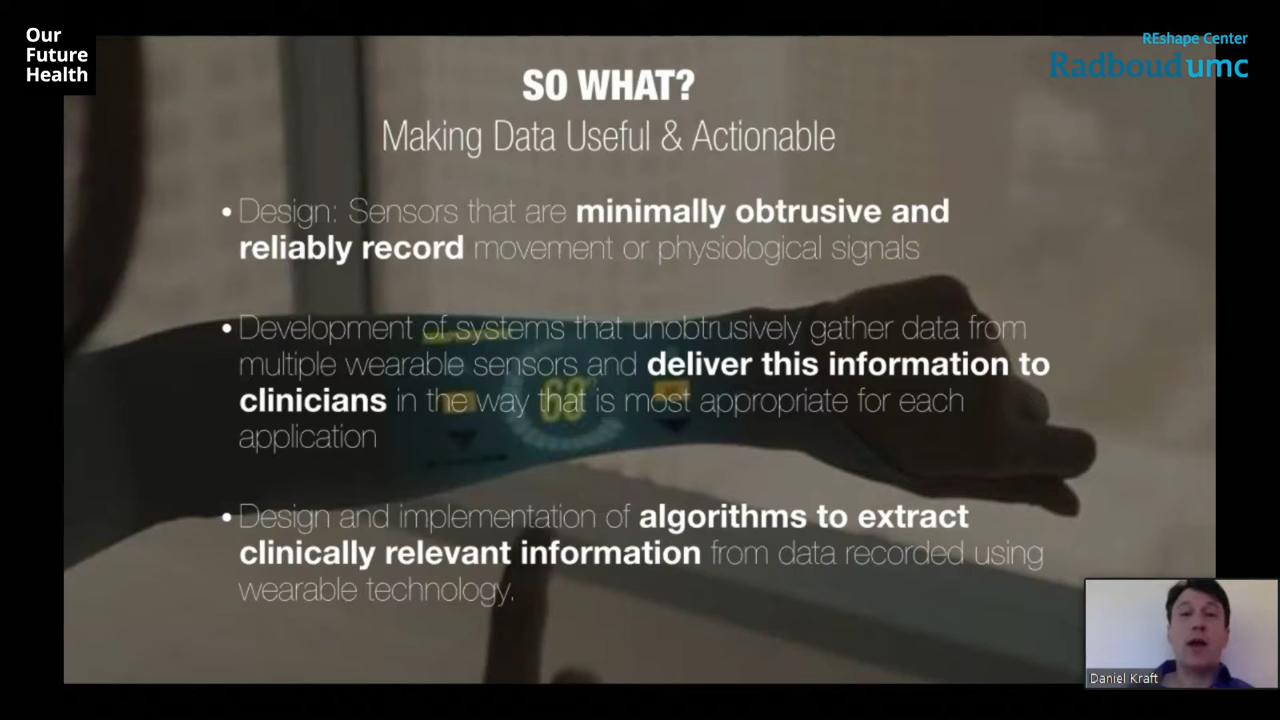 Our
Future
Health
REshape Center
Radboudumc
SO WHAT?
Making Data Useful & Actionable
• Design: Sensors that are minimally obtrusive and
reliably record movement or physiological signals
• Development of systems that unobtrusively gather data from
multiple wearable sensors and deliver this information to
clinicians in the way that is most appropriate for each
application
68°
• Design and implementation of algorithms to extract
clinically relevant information from data recorded using
wearable technology.
Daniel Kraft